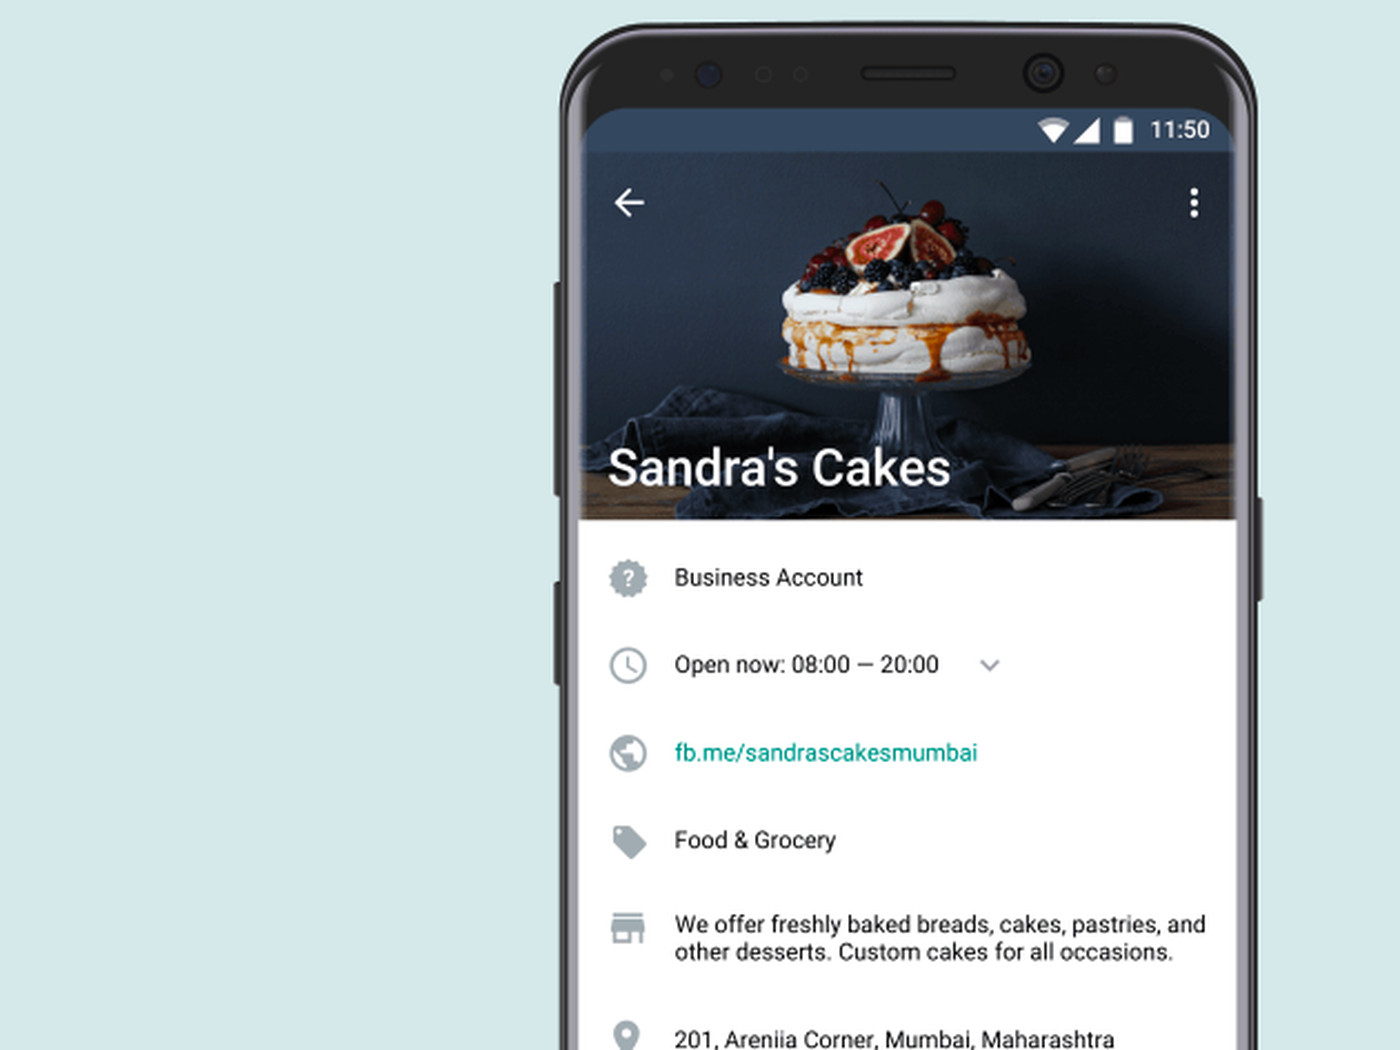 11:50
Sandra's Cakes
Business Account
Open now: 08:00 — 20:00
fb.me/sandrascakesmumbai
Food & Grocery
We offer freshly baked breads, cakes, pastries, and
other desserts. Custom cakes for all occasions.
201, Arenija Corner, Mumbai, Maharashtra